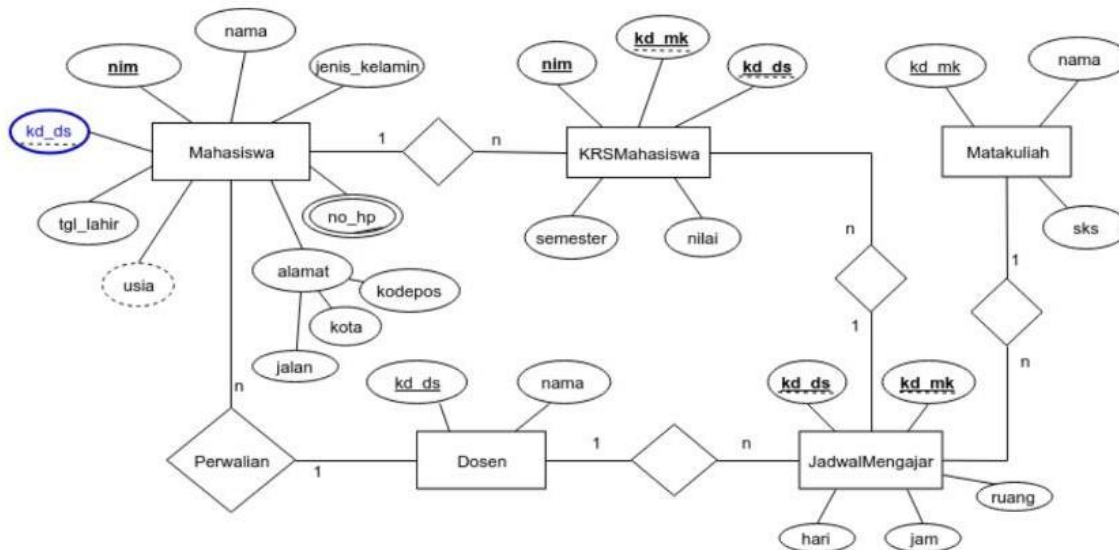 nama
nim
jenis_kelamin
kd_ds
Mahasiswa
tgl_lahir
usia
no_hp
alamat
kodepos
kota
jalan
1
n
kd_mk
nim
kd_ds
KRSMahasiswa
semester
nilai
kd_mk
nama
Matakuliah
sks
n
1
1
n
n
Perwalian
1
kd_ds
nama
Dosen
1
n
kd_ds
kd_mk
JadwalMengajar
ruang
hari
jam